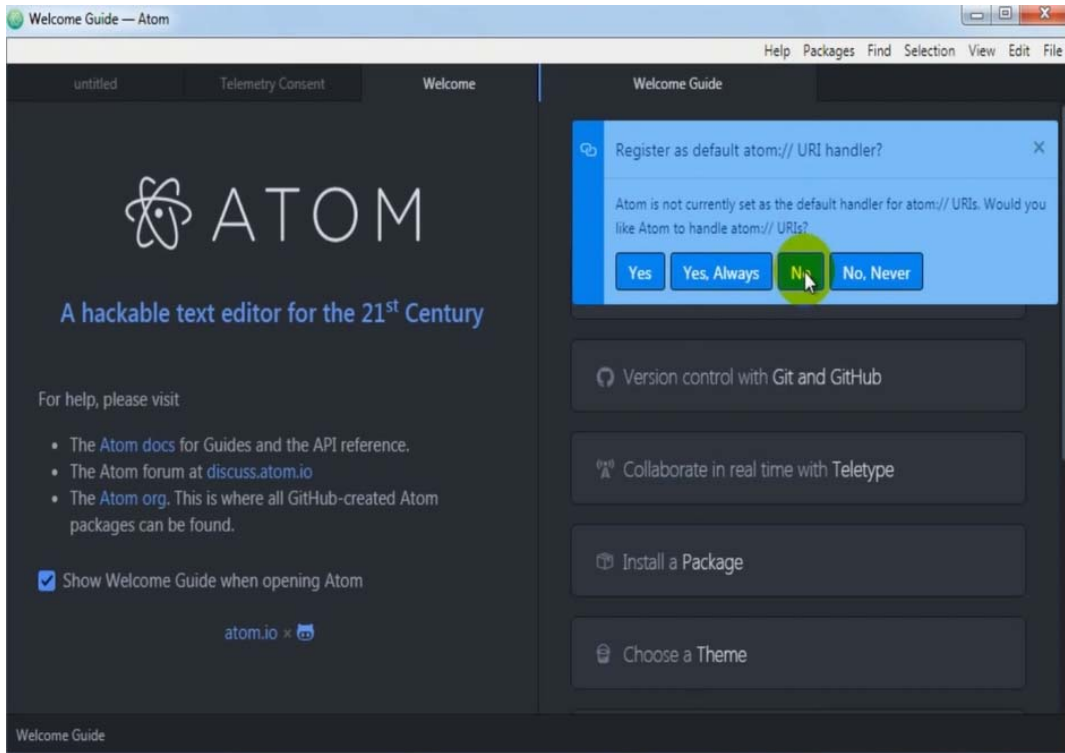 Welcome Guide — Atom
Help Packages Find Selection View Edit File
untitled
Telemetry Consent
Welcome
Welcome Guide
ATOM
A hackable text editor for the 21st Century
For help, please visit
• The Atom docs for Guides and the API reference.
• The Atom forum at discuss.atom.io
• The Atom org. This is where all GitHub-created Atom
packages can be found.
Show Welcome Guide when opening Atom
atom.io ×
Register as default atom:// URI handler?
Atom is not currently set as the default handler for atom:// URIs. Would you
like Atom to handle atom:// URIs?
Yes
Yes, Always
No
No, Never
Version control with Git and GitHub
Collaborate in real time with Teletype
Install a Package
Choose a Theme
Welcome Guide